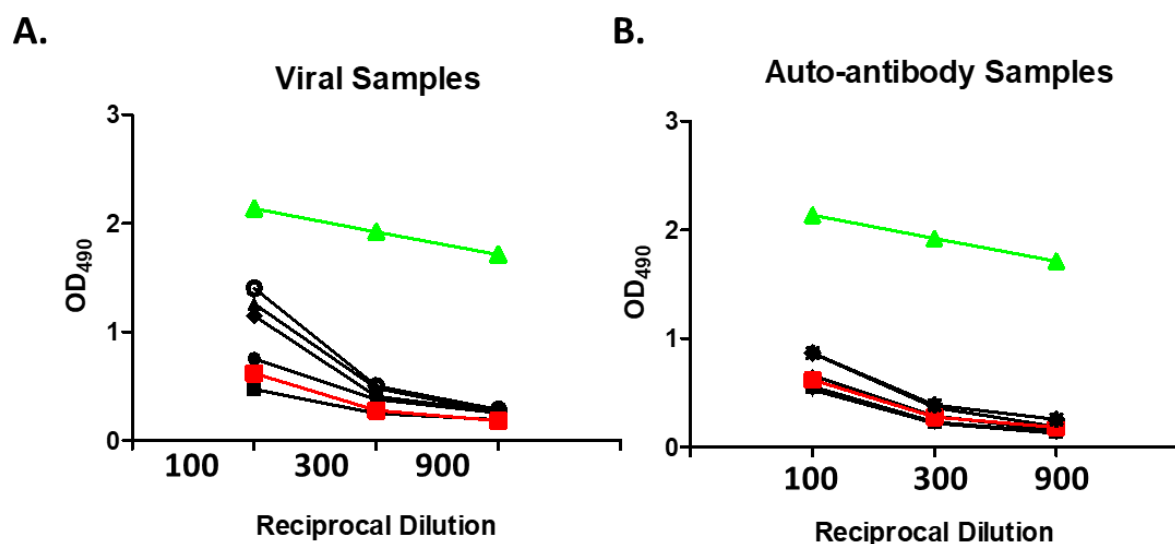 A.
Viral Samples
3
2
1
0
OD490
100 300 900
Reciprocal Dilution
B.
Auto-antibody Samples
3
2
1
0
OD490
100 300 900
Reciprocal Dilution